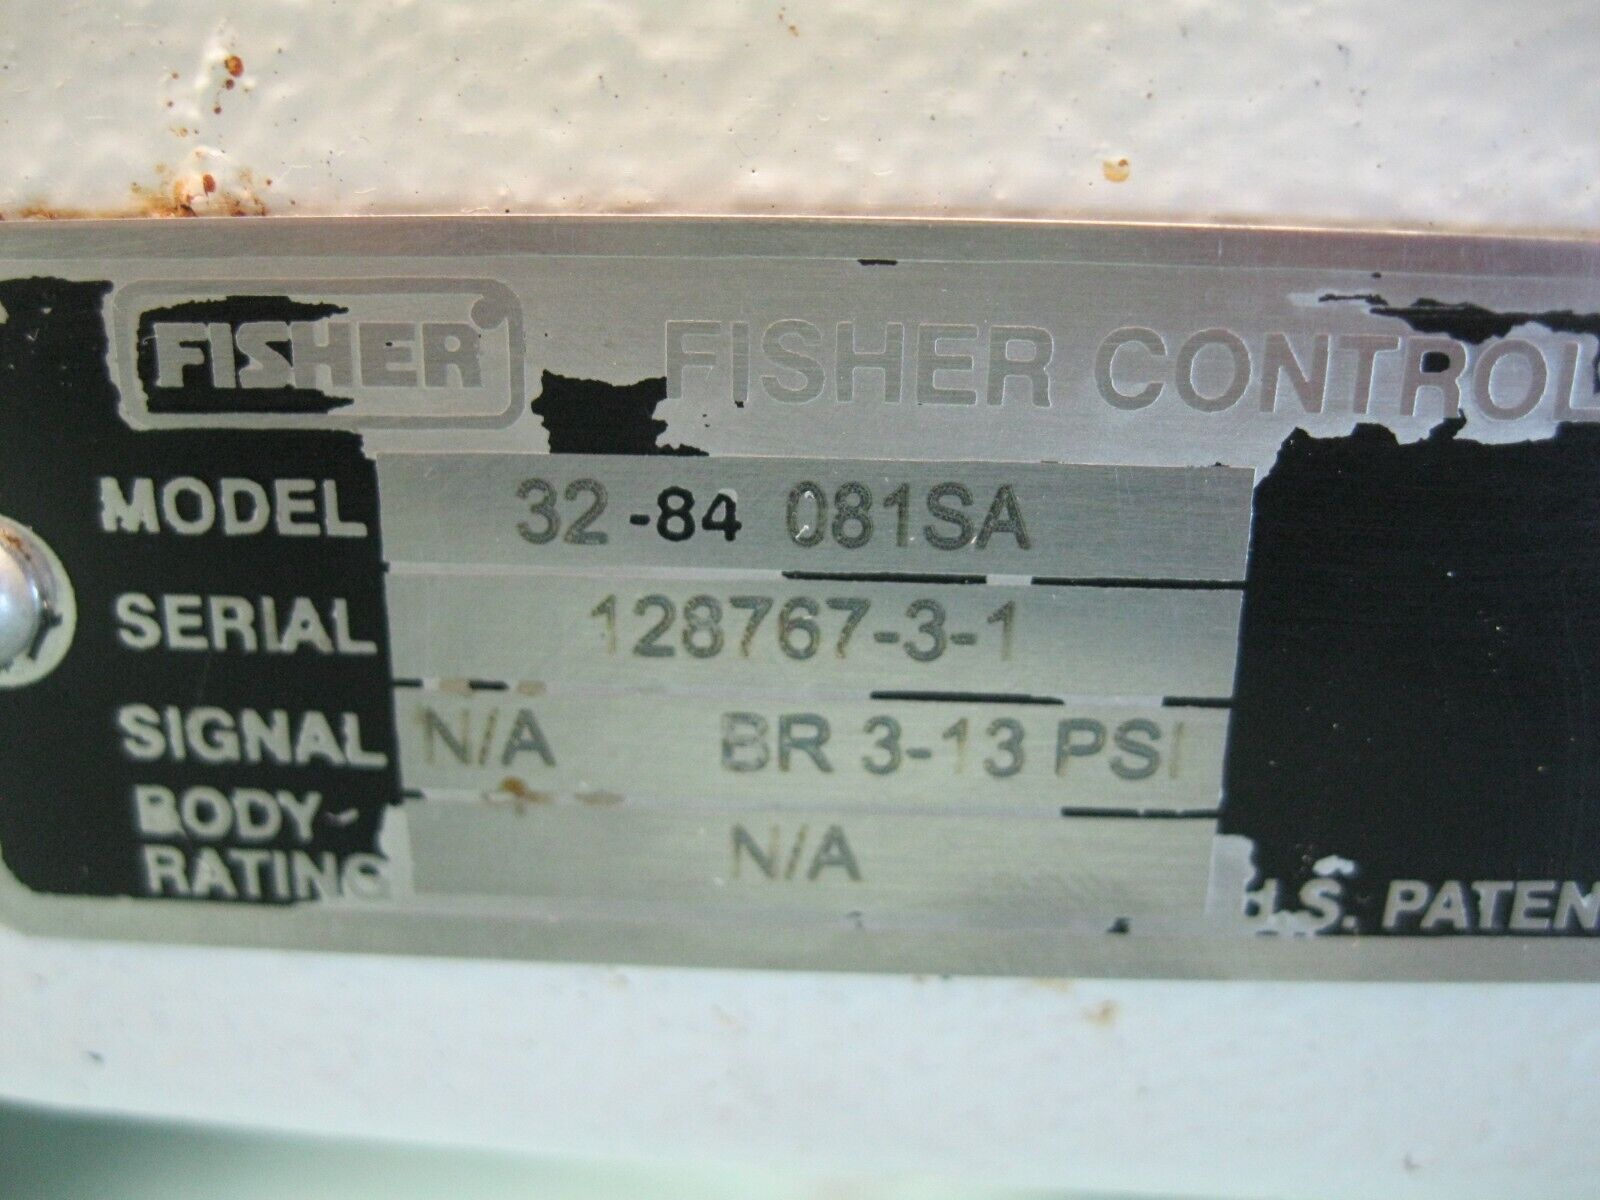 FISHER FISHER CONTROL
MODEL 32-84 081SA
SERIAL 128767-3-1
SIGNAL N/A BR 3-13 PSI
BODY RATING N/A
U.S. PATEN